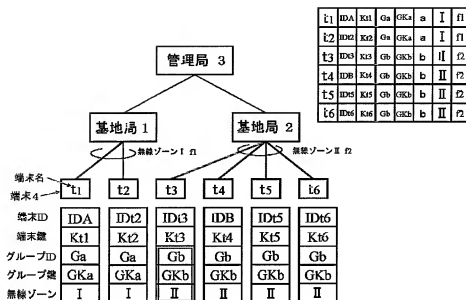 t1 IDA Kt1 Ga GKa a I f1
t2 IDt2 Kt2 Ga GKa a I f1
t3 IDt3 Kt3 Gb GKb b II f2
t4 IDB Kt4 Gb GKb b II f2
t5 IDt5 Kt5 Gb GKb b II f2
t6 IDt6 Kt6 Gb GKb b II f2
管理局 3
基地局 1
基地局 2
無線ゾーン I f1
無線ゾーン II f2
端末名
端末4
t1 t2 t3 t4 t5 t6
端末ID IDA IDt2 IDt3 IDB IDt5 IDt6
端末鍵 Kt1 Kt2 Kt3 Kt4 Kt5 Kt6
グループID Ga Ga Gb Gb Gb Gb
グループ鍵 GKa GKa GKb GKb GKb GKb
無線ゾーン I I II II II II